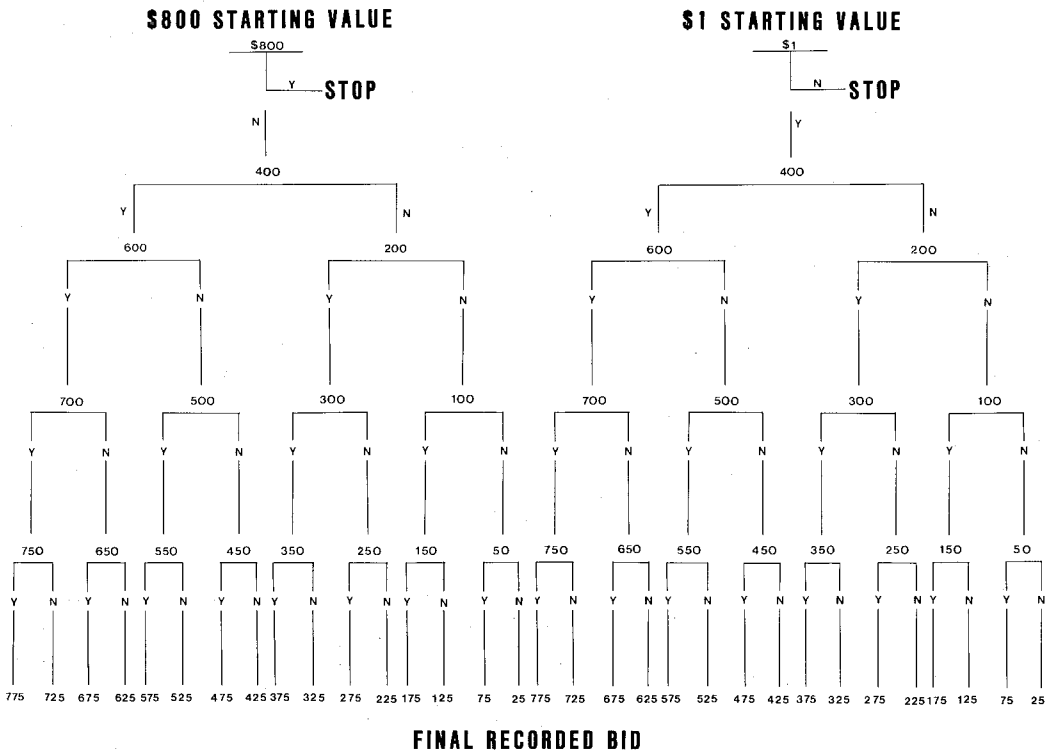 $800 STARTING VALUE $1 STARTING VALUE
$800 $1
Y STOP N STOP
N Y
400 400
Y N Y N
600 200 600 200
Y N Y N Y N Y N
700 500 300 100 700 500 300 100
Y N Y N Y N Y N Y N Y N Y N Y N
750 650 550 450 350 250 150 50 750 650 550 450 350 250 150 50
Y N Y N Y N Y N Y N Y N Y N Y N Y N Y N Y N Y N Y N Y N Y N Y N
775 725 675 625 575 525 475 425 375 325 275 225 175 125 75 25 775 725 675 625 575 525 475 425 375 325 275 225 175 125 75 25
FINAL RECORDED BID